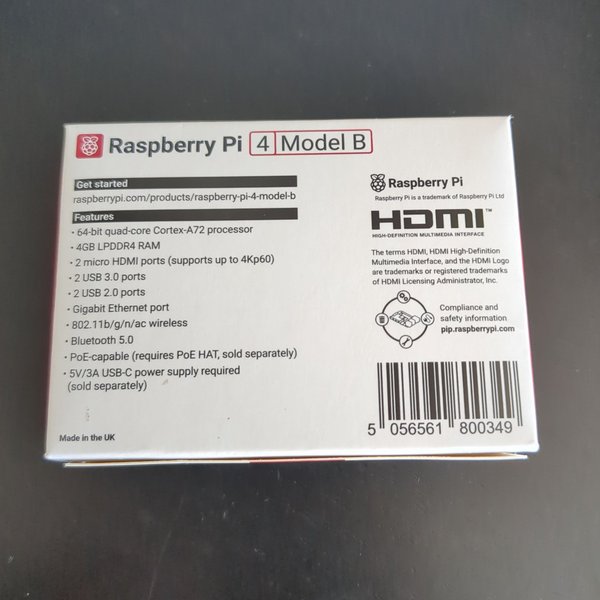 Raspberry Pi 4 Model B
Get started
raspberrypi.com/products/raspberry-pi-4-model-b
Features
• 64-bit quad-core Cortex-A72 processor
• 4GB LPDDR4 RAM
• 2 micro HDMI ports (supports up to 4Kp60)
• 2 USB 3.0 ports
• 2 USB 2.0 ports
• Gigabit Ethernet port
• 802.11b/g/n/ac wireless
• Bluetooth 5.0
• PoE-capable (requires PoE HAT, sold separately)
• 5V/3A USB-C power supply required
(sold separately)
Made in the UK
Raspberry Pi
Raspberry Pi is a trademark of Raspberry Pi Ltd
HDMI™
HIGH-DEFINITION MULTIMEDIA INTERFACE
The terms HDMI, HDMI High-Definition
Multimedia Interface, and the HDMI Logo
are trademarks or registered trademarks
of HDMI Licensing Administrator, Inc.
Compliance and
safety information
pip.raspberrypi.com
5 056561 800349